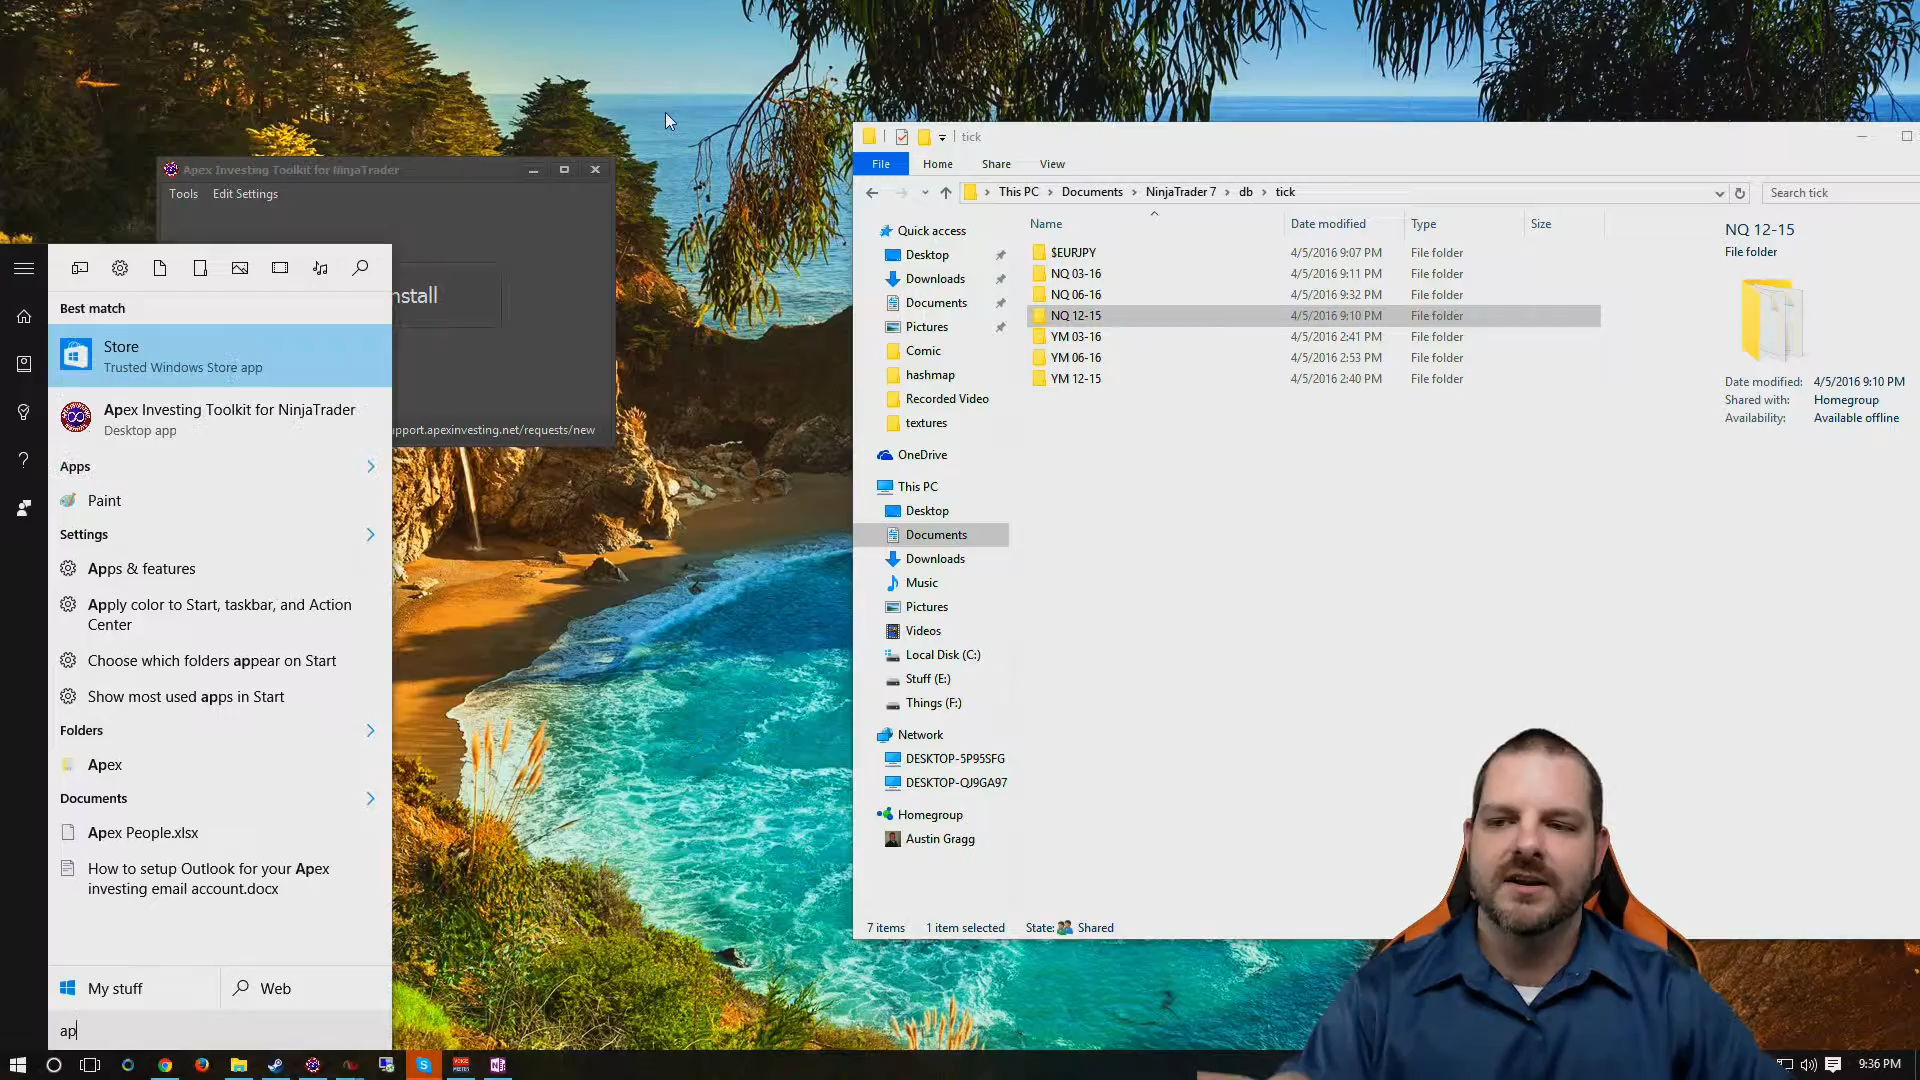 tick
File
Home
Share
View
This PC
Documents
NinjaTrader 7
db
tick
Search tick
Name
Date modified
Type
Size
$EURJPY 4/5/2016 9:07 PM File folder
NQ 03-16 4/5/2016 9:11 PM File folder
NQ 06-16 4/5/2016 9:32 PM File folder
NQ 12-15 4/5/2016 9:10 PM File folder
YM 03-16 4/5/2016 2:41 PM File folder
YM 06-16 4/5/2016 2:53 PM File folder
YM 12-15 4/5/2016 2:40 PM File folder
NQ 12-15
File folder
Date modified: 4/5/2016 9:10 PM
Shared with: Homegroup
Availability: Available offline
Quick access
Desktop
Downloads
Documents
Pictures
Comic
hashmap
Recorded Video
textures
OneDrive
This PC
Desktop
Documents
Downloads
Music
Pictures
Videos
Local Disk (C:)
Stuff (E:)
Things (F:)
Network
DESKTOP-5P95SFG
DESKTOP-QJ9GA97
Homegroup
Austin Gragg
7 items 1 item selected State: Shared
Apex Investing Toolkit for NinjaTrader
Tools Edit Settings
nstall
upport.apexinvesting.net/requests/new
Best match
Store
Trusted Windows Store app
Apex Investing Toolkit for NinjaTrader
Desktop app
Apps
Paint
Settings
Apps & features
Apply color to Start, taskbar, and Action
Center
Choose which folders appear on Start
Show most used apps in Start
Folders
Apex
Documents
Apex People.xlsx
How to setup Outlook for your Apex
investing email account.docx
My stuff
Web
ap
9:36 PM